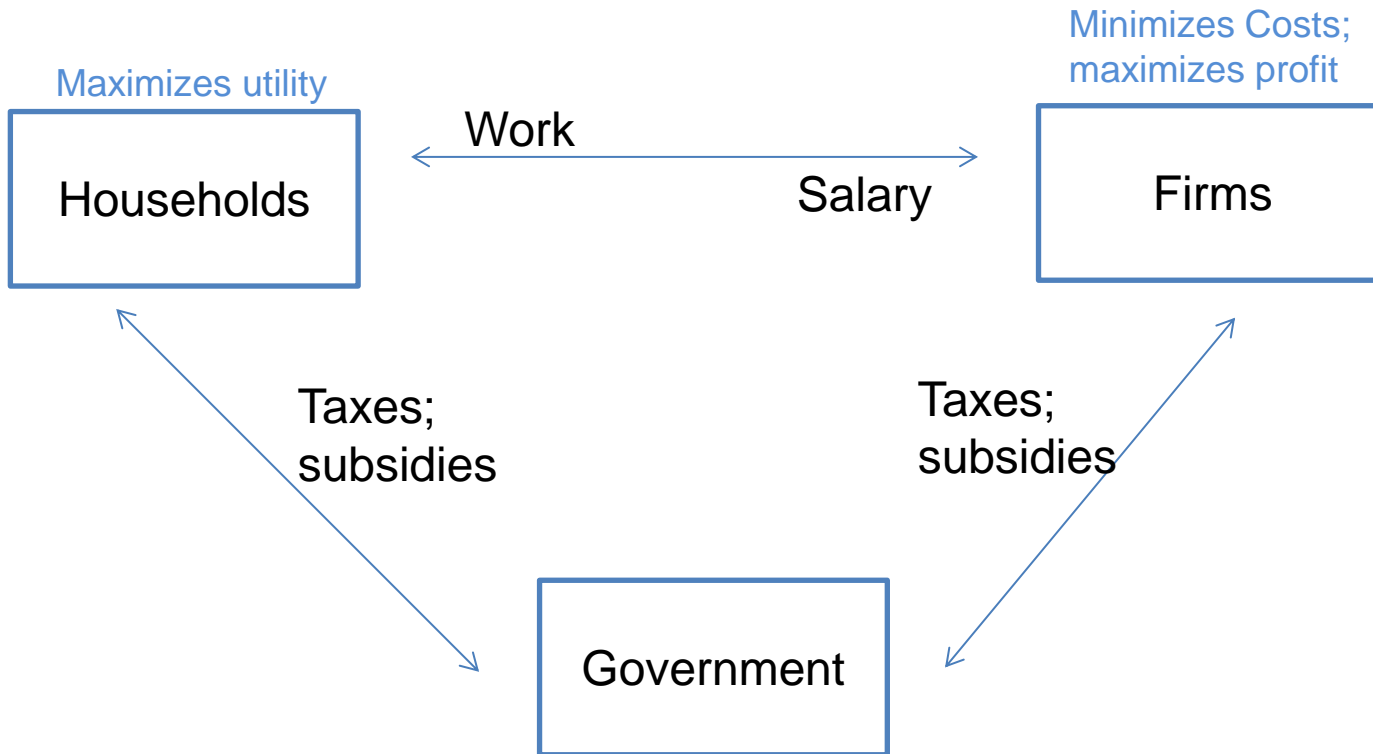 Minimizes Costs;
maximizes profit
Maximizes utility
Work
Households
Salary
Firms
Taxes;
subsidies
Taxes;
subsidies
Government